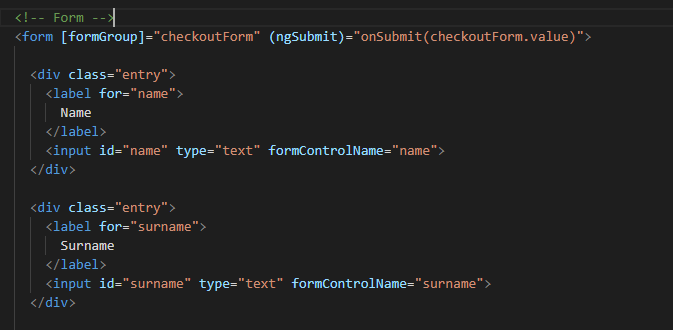 <!-- Form -->
<form [formGroup]="checkoutForm" (ngSubmit)="onSubmit(checkoutForm.value)">
<div class="entry">
<label for="name">
Name
</label>
<input id="name" type="text" formControlName="name">
</div>
<div class="entry">
<label for="surname">
Surname
</label>
<input id="surname" type="text" formControlName="surname">
</div>